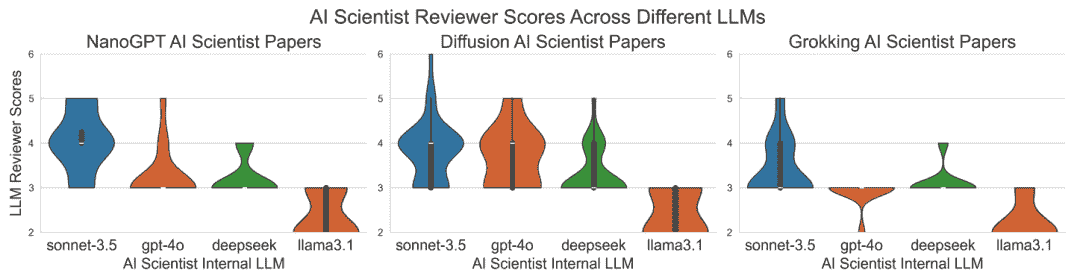 AI Scientist Reviewer Scores Across Different LLMs
NanoGPT AI Scientist Papers
LLM Reviewer Scores
6
5
4
3
2
sonnet-3.5 gpt-4o deepseek llama3.1
AI Scientist Internal LLM
Diffusion AI Scientist Papers
6
5
4
3
2
sonnet-3.5 gpt-4o deepseek llama3.1
AI Scientist Internal LLM
Grokking AI Scientist Papers
6
5
4
3
2
sonnet-3.5 gpt-4o deepseek llama3.1
AI Scientist Internal LLM